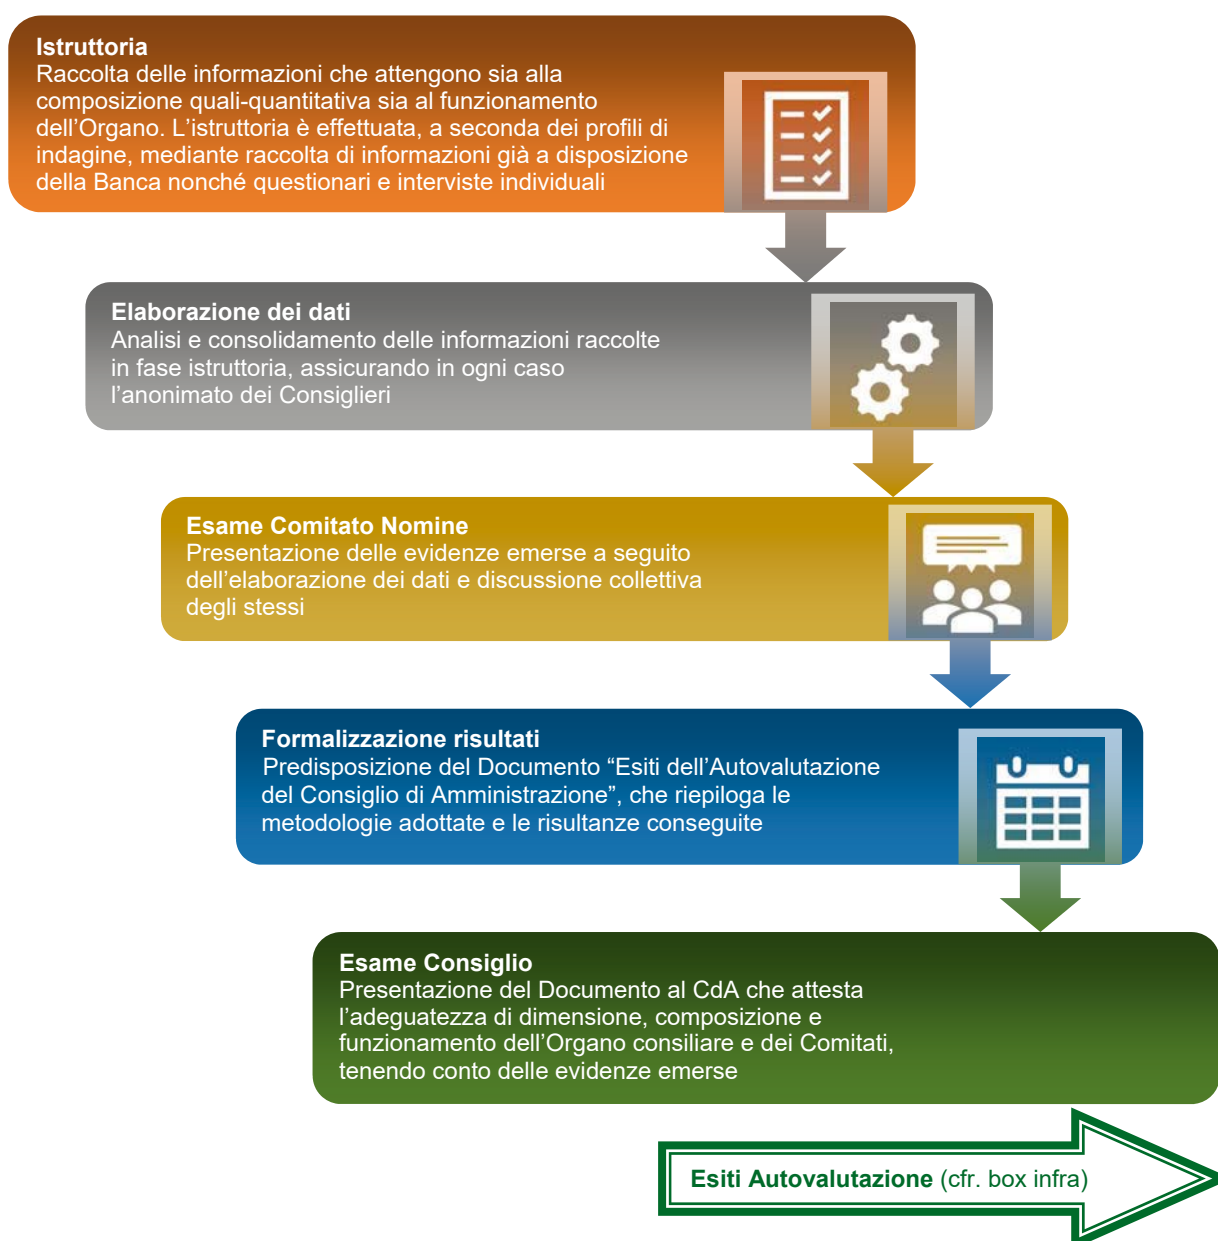 Istruttoria
Raccolta delle informazioni che attengono sia alla
composizione quali-quantitativa sia al funzionamento
dell’Organo. L’istruttoria è effettuata, a seconda dei profili di
indagine, mediante raccolta di informazioni già a disposizione
della Banca nonché questionari e interviste individuali
Elaborazione dei dati
Analisi e consolidamento delle informazioni raccolte
in fase istruttoria, assicurando in ogni caso
l’anonimato dei Consiglieri
Esame Comitato Nomine
Presentazione delle evidenze emerse a seguito
dell’elaborazione dei dati e discussione collettiva
degli stessi
Formalizzazione risultati
Predisposizione del Documento “Esiti dell’Autovalutazione
del Consiglio di Amministrazione”, che riepiloga le
metodologie adottate e le risultanze conseguite
Esame Consiglio
Presentazione del Documento al CdA che attesta
l’adeguatezza di dimensione, composizione e
funzionamento dell’Organo consiliare e dei Comitati,
tenendo conto delle evidenze emerse
Esiti Autovalutazione (cfr. box infra)